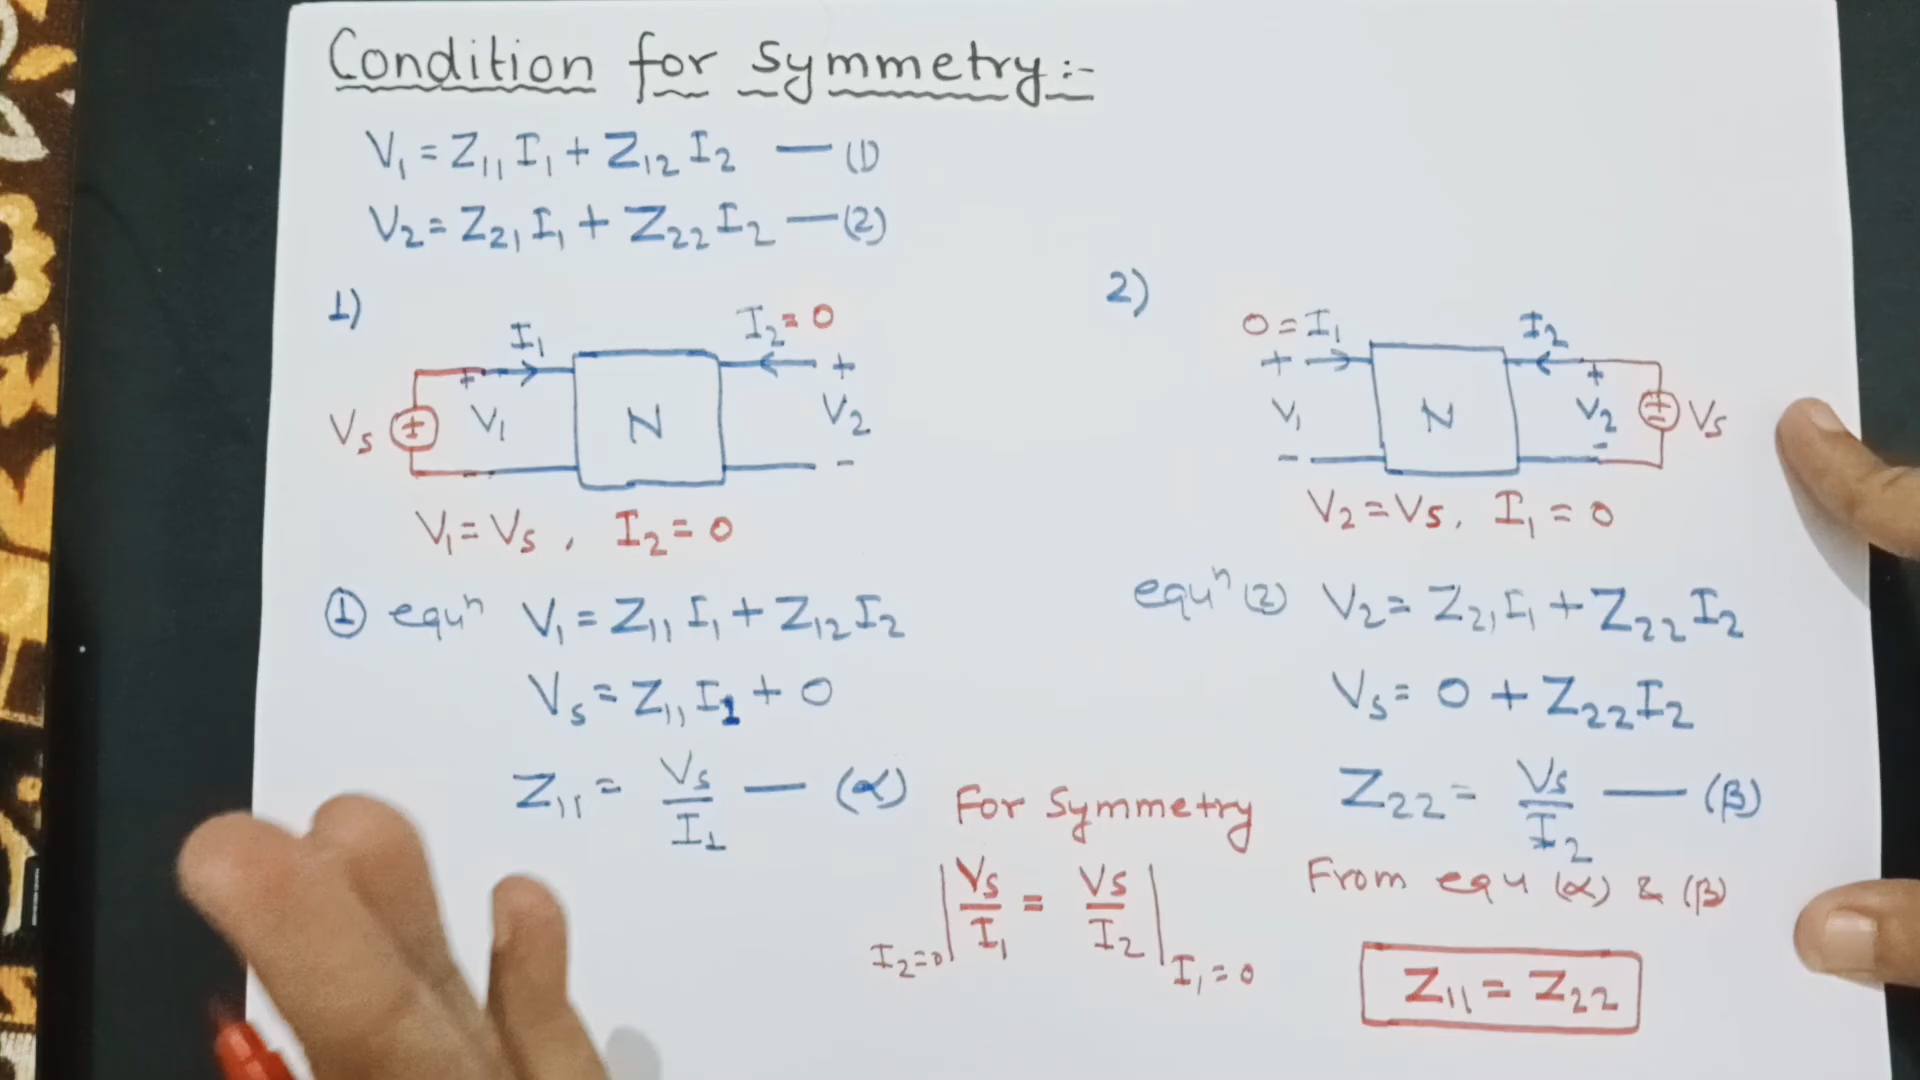 Condition for Symmetry:-
V₁ = Z₁₁ I₁ + Z₁₂ I₂ — (1)
V₂ = Z₂₁ I₁ + Z₂₂ I₂ — (2)
1)
I₁
I₂ = 0
Vs
+
-
+
V₁
N
+
V₂
-
V₁ = Vs , I₂ = 0
① equⁿ V₁ = Z₁₁ I₁ + Z₁₂ I₂
Vs = Z₁₁ I₁ + 0
Z₁₁ = Vs / I₁ — (α)
2)
0 = I₁
I₂
+
V₁
-
N
+
V₂
-
+
-
Vs
V₂ = Vs, I₁ = 0
equⁿ (2) V₂ = Z₂₁ I₁ + Z₂₂ I₂
Vs = 0 + Z₂₂ I₂
Z₂₂ = Vs / I₂ — (β)
For Symmetry
I₂=0 | Vs / I₁ = Vs / I₂ | I₁ = 0
From equ (α) & (β)
Z₁₁ = Z₂₂